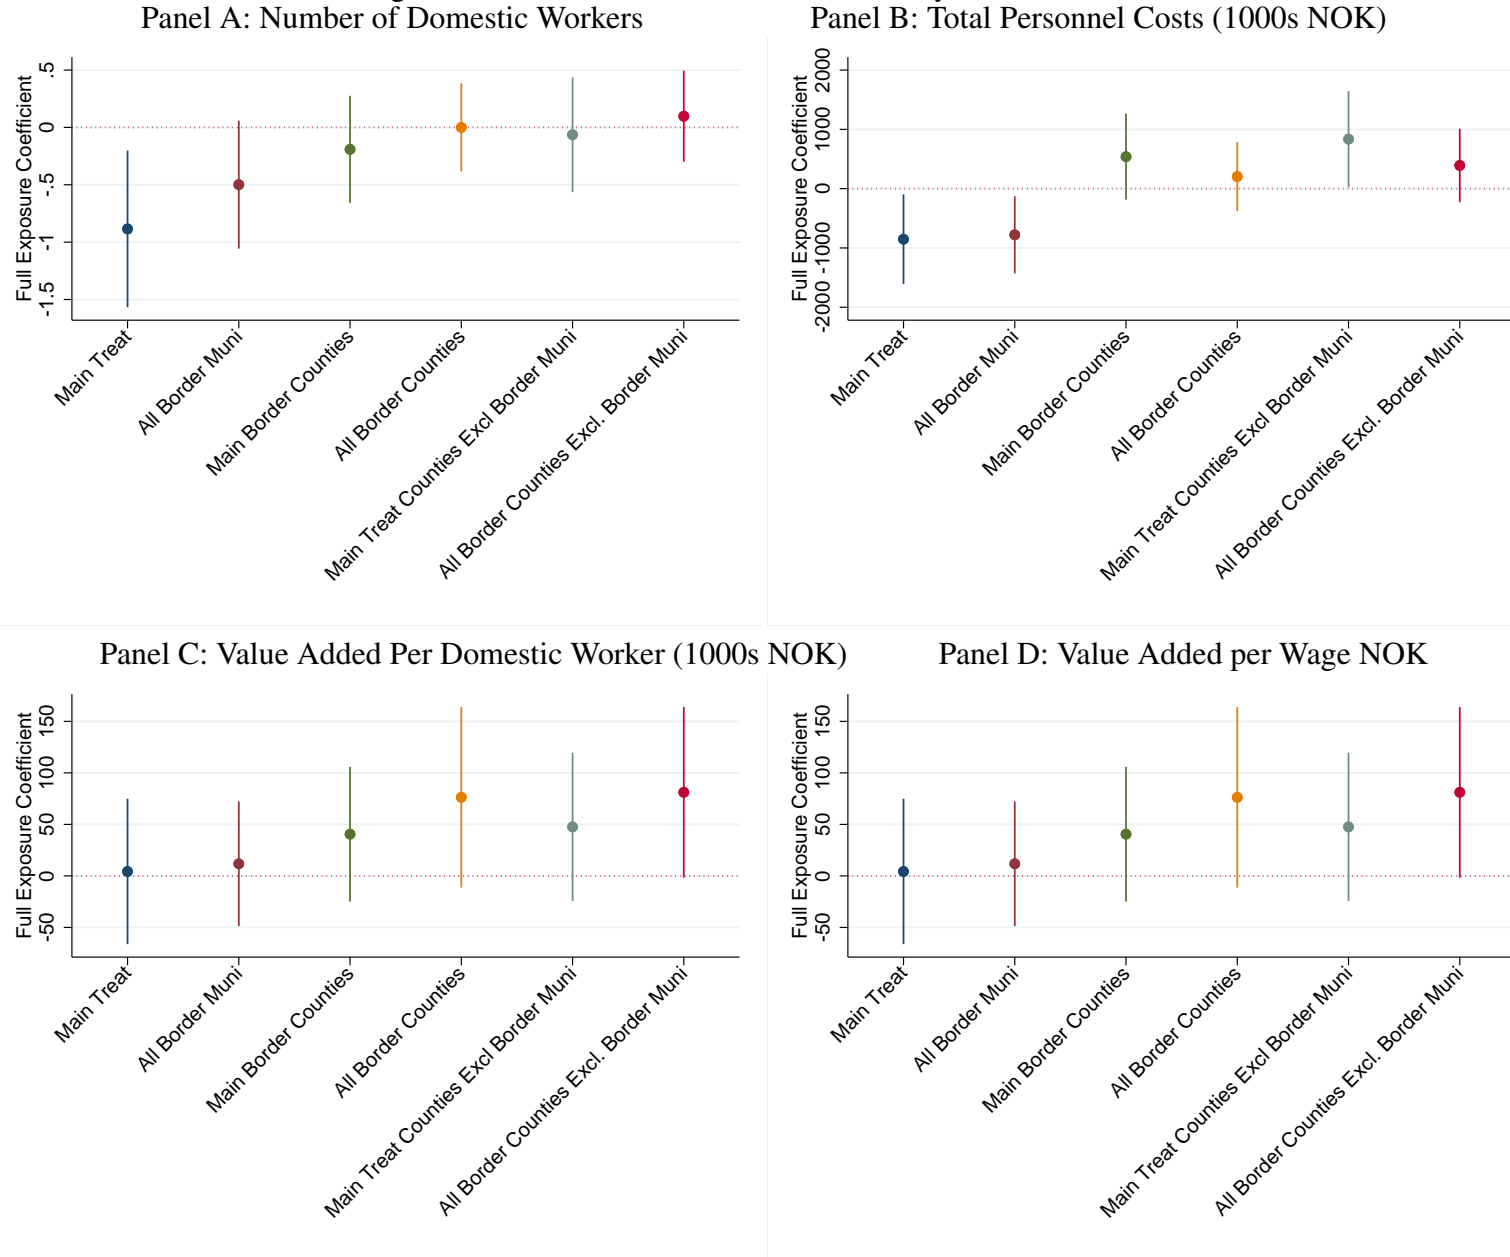 Panel A: Number of Domestic Workers
Full Exposure Coefficient
.5
0
-.5
-1
-1.5
Main Treat
All Border Muni
Main Border Counties
All Border Counties
Main Treat Counties Excl Border Muni
All Border Counties Excl. Border Muni
Panel B: Total Personnel Costs (1000s NOK)
Full Exposure Coefficient
2000
1000
0
-1000
-2000
Main Treat
All Border Muni
Main Border Counties
All Border Counties
Main Treat Counties Excl Border Muni
All Border Counties Excl. Border Muni
Panel C: Value Added Per Domestic Worker (1000s NOK)
Full Exposure Coefficient
150
100
50
0
-50
Main Treat
All Border Muni
Main Border Counties
All Border Counties
Main Treat Counties Excl Border Muni
All Border Counties Excl. Border Muni
Panel D: Value Added per Wage NOK
Full Exposure Coefficient
150
100
50
0
-50
Main Treat
All Border Muni
Main Border Counties
All Border Counties
Main Treat Counties Excl Border Muni
All Border Counties Excl. Border Muni